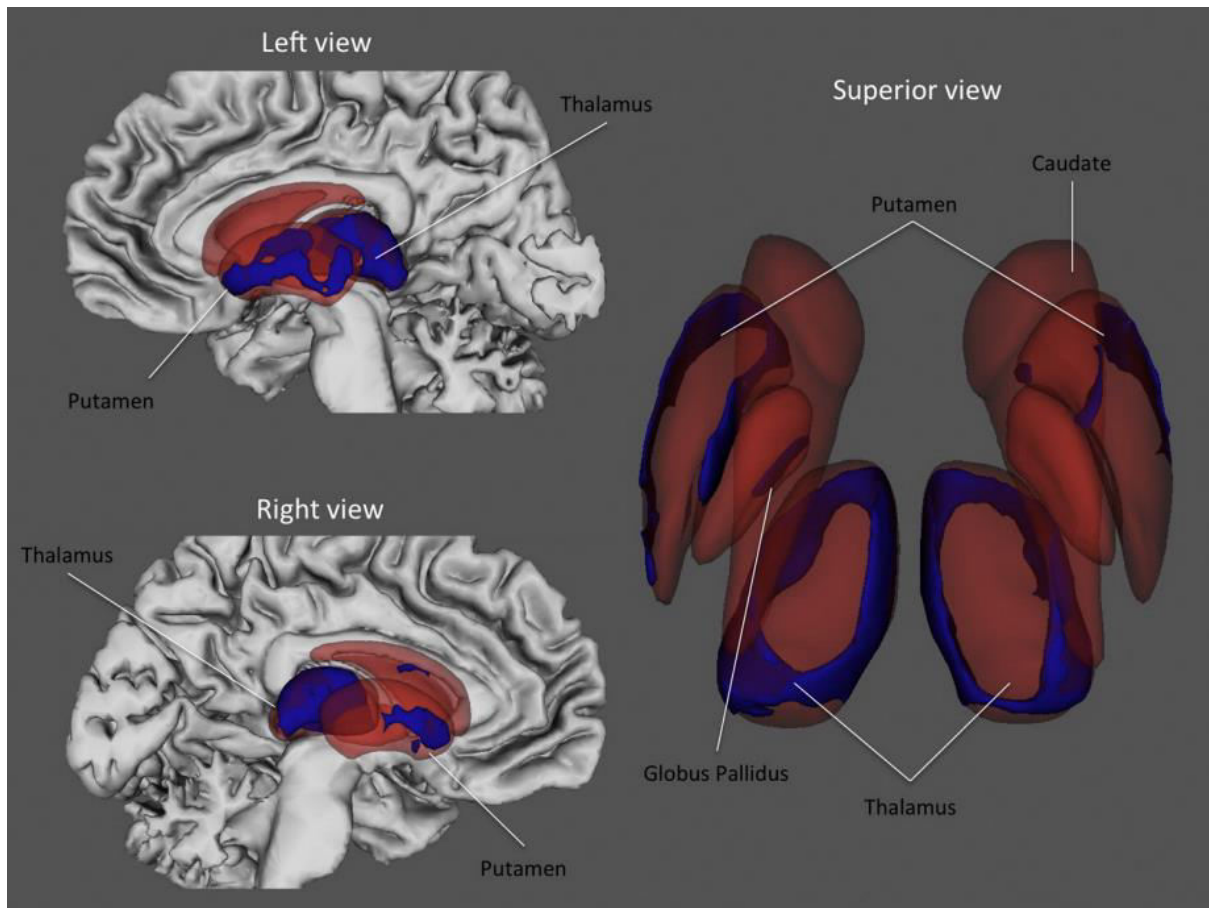 Left view
Thalamus
Putamen
Right view
Thalamus
Putamen
Superior view
Caudate
Putamen
Globus Pallidus
Thalamus